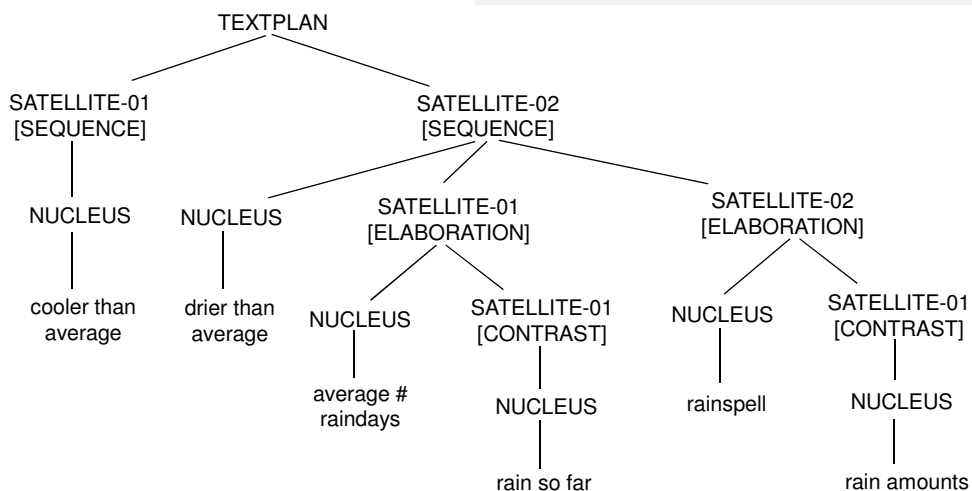 TEXTPLAN
SATELLITE-01
[SEQUENCE]
SATELLITE-02
[SEQUENCE]
NUCLEUS
NUCLEUS
SATELLITE-01
[ELABORATION]
SATELLITE-02
[ELABORATION]
cooler than
average
drier than
average
NUCLEUS
SATELLITE-01
[CONTRAST]
NUCLEUS
SATELLITE-01
[CONTRAST]
average #
raindays
NUCLEUS
rainspell
NUCLEUS
rain so far
rain amounts